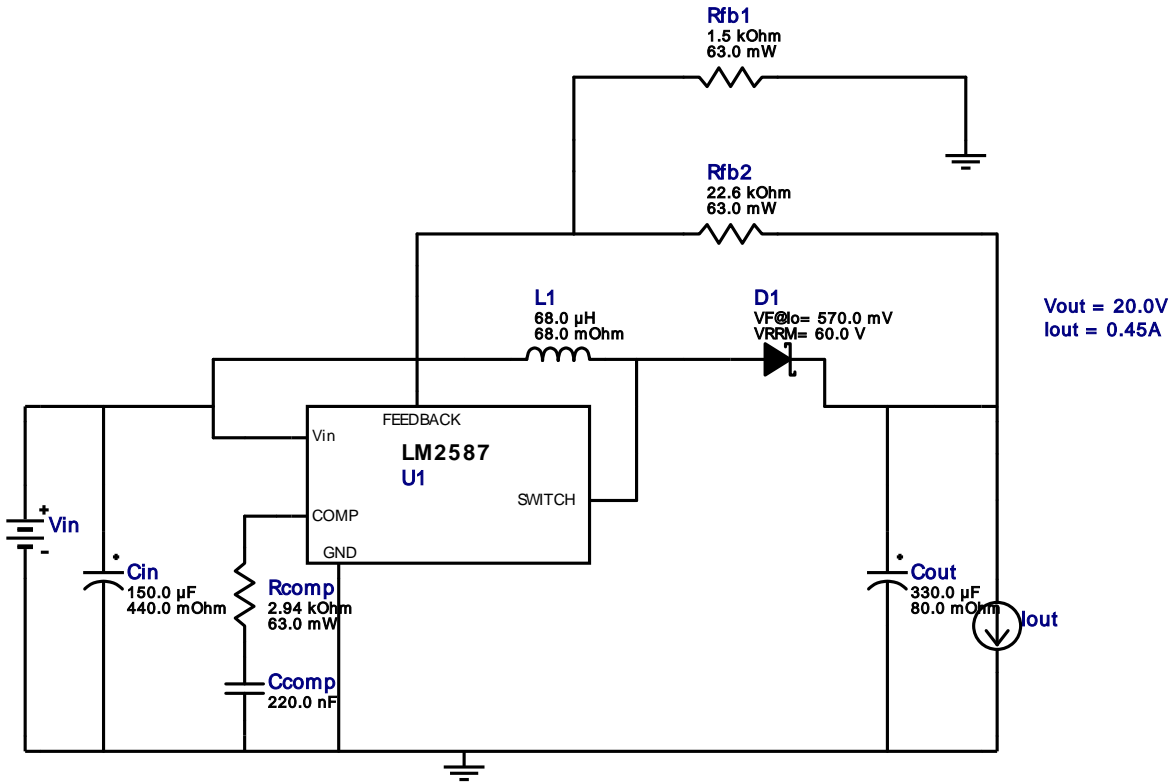 Rfb1
1.5 kOhm
63.0 mW
Rfb2
22.6 kOhm
63.0 mW
L1
68.0 µH
68.0 mOhm
D1
VF@Io= 570.0 mV
VRRM= 60.0 V
Vout = 20.0V
Iout = 0.45A
FEEDBACK
Vin
LM2587
U1
SWITCH
COMP
GND
+
Vin
-
Cin
150.0 µF
440.0 mOhm
Rcomp
2.94 kOhm
63.0 mW
Ccomp
220.0 nF
Cout
330.0 µF
80.0 mOhm
Iout